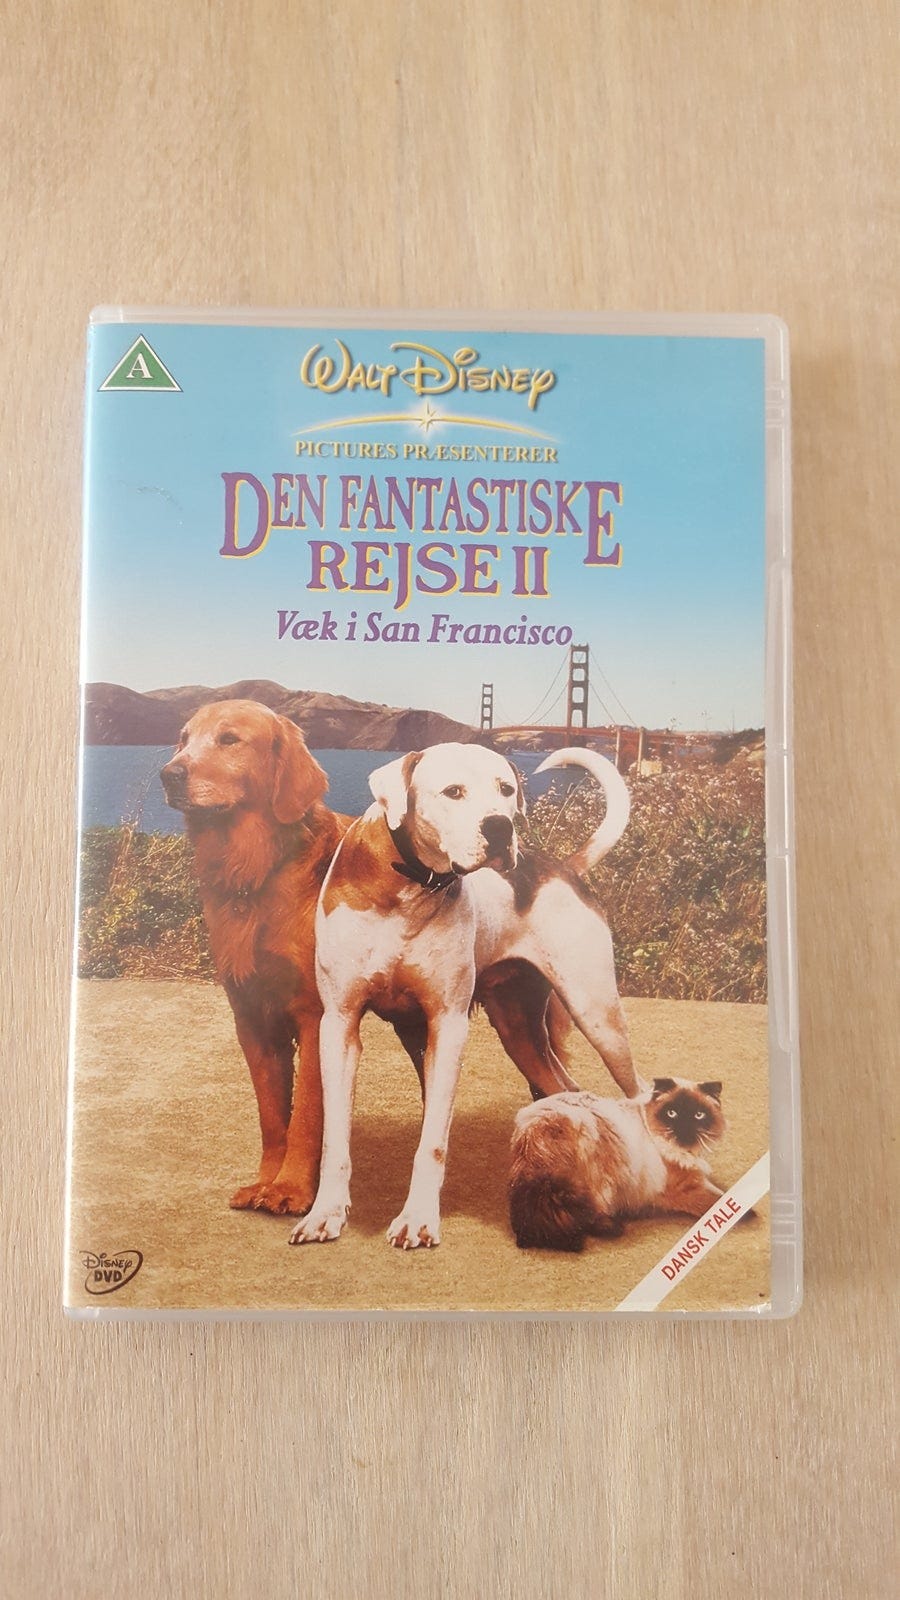 A
WALT DISNEY
PICTURES PRÆSENTERER
DEN FANTASTISKE
REJSE II
Væk i San Francisco
DANSK TALE
DISNEY
DVD